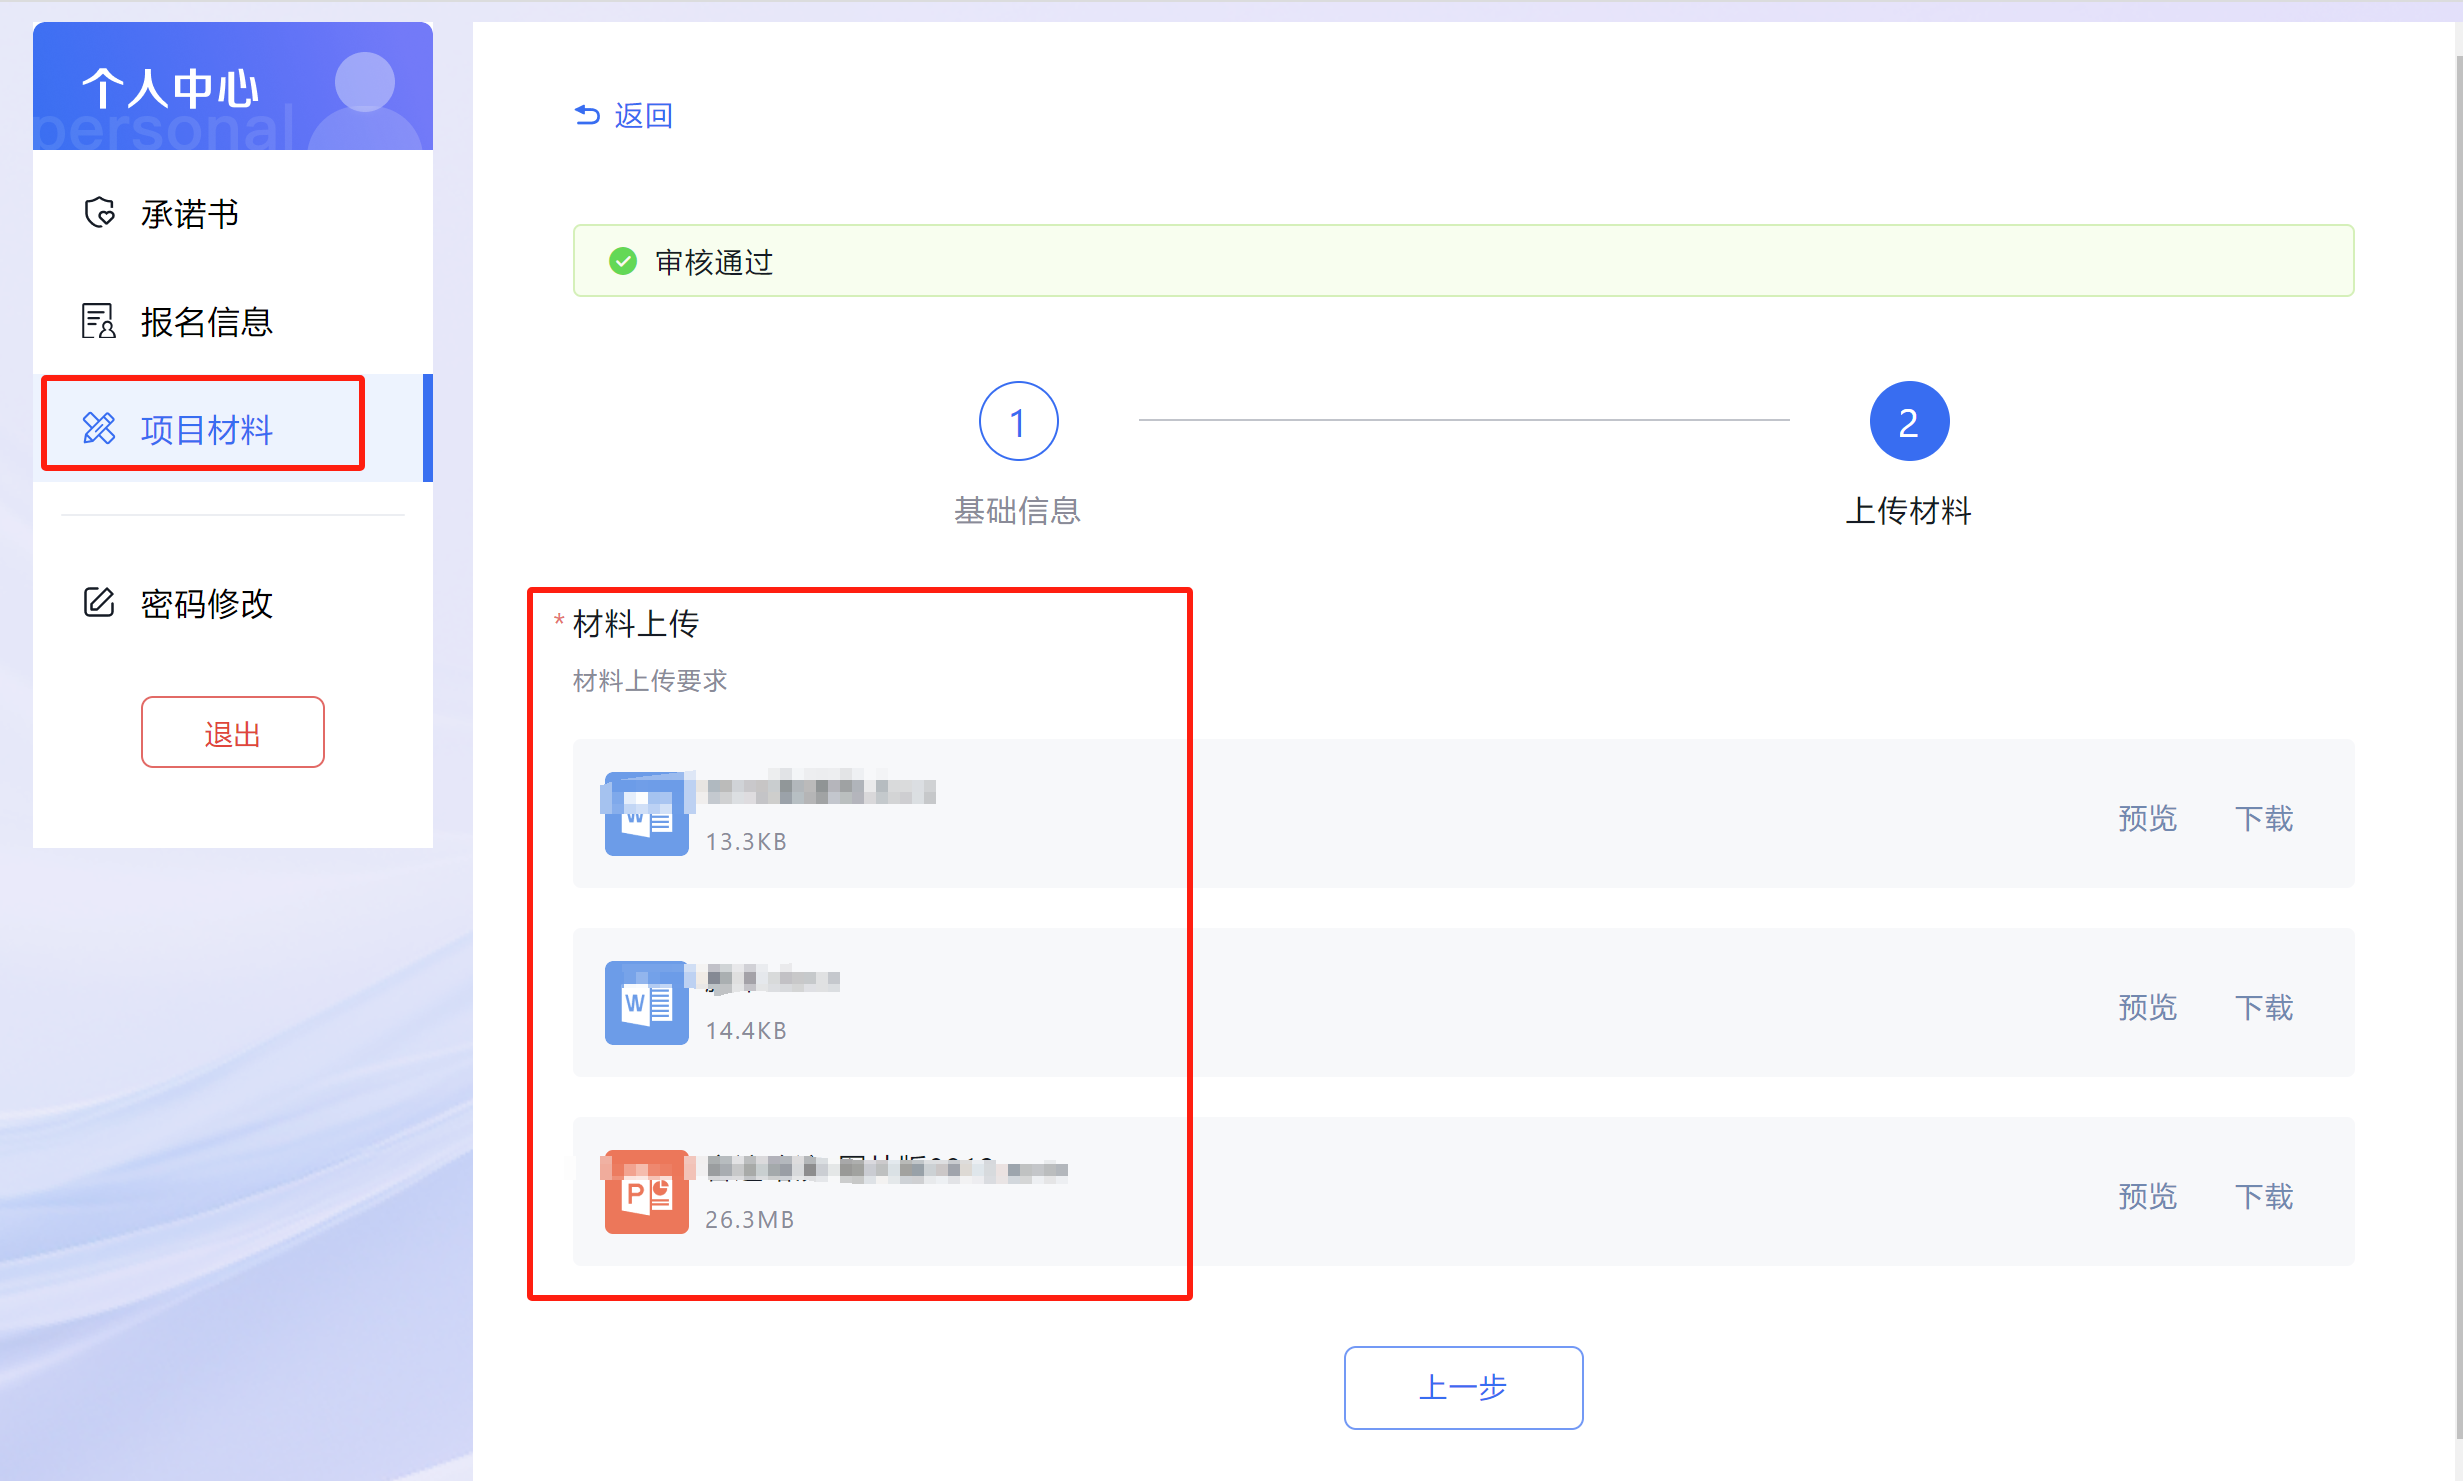 个人中心
personal
承诺书
报名信息
项目材料
密码修改
退出
返回
审核通过
1
2
基础信息
上传材料
* 材料上传
材料上传要求
13.3KB
预览 下载
14.4KB
预览 下载
26.3MB
预览 下载
上一步